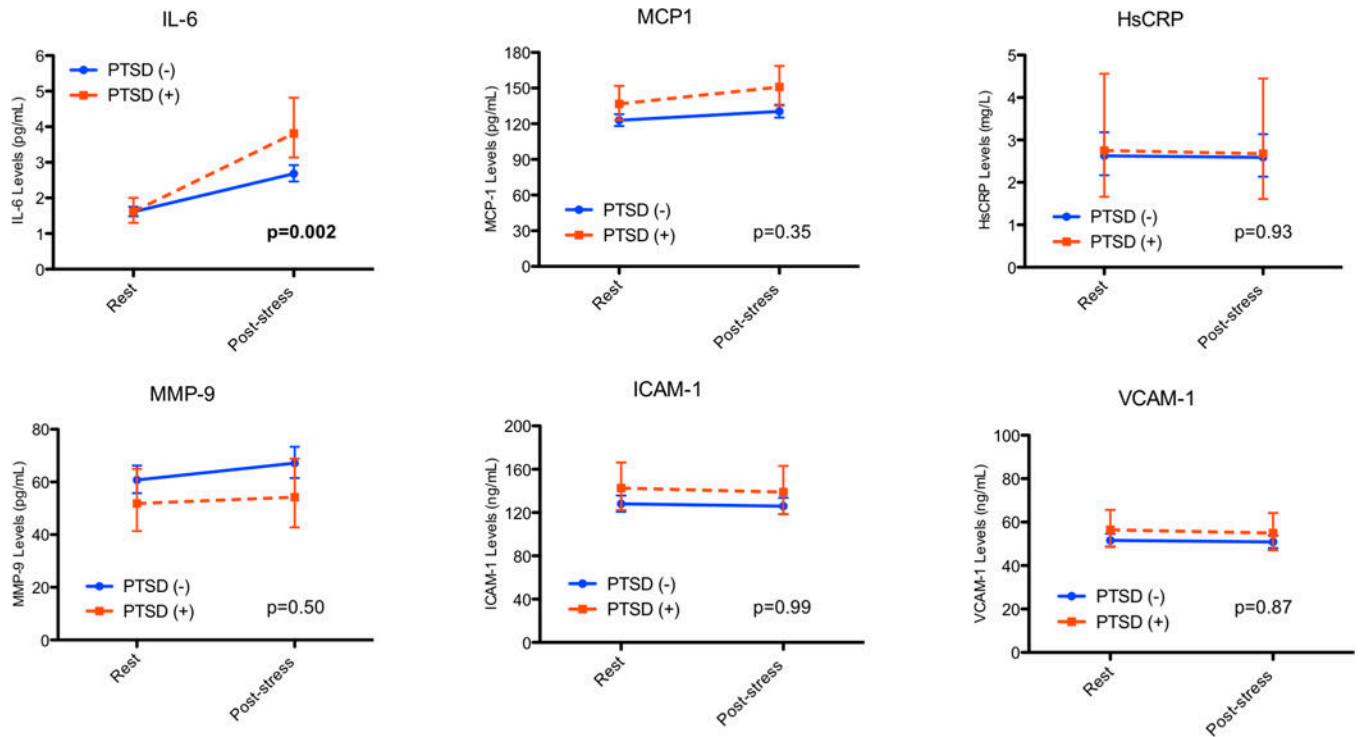 IL-6
IL-6 Levels (pg/mL)
6
5
4
3
2
1
0
PTSD (-)
PTSD (+)
p=0.002
Rest
Post-stress
MCP1
MCP-1 Levels (pg/mL)
180
150
120
90
60
30
0
PTSD (-)
PTSD (+)
p=0.35
Rest
Post-stress
HsCRP
HsCRP Levels (mg/L)
5
4
3
2
1
0
PTSD (-)
PTSD (+)
p=0.93
Rest
Post-stress
MMP-9
MMP-9 Levels (pg/mL)
80
60
40
20
0
PTSD (-)
PTSD (+)
p=0.50
Rest
Post-stress
ICAM-1
ICAM-1 Levels (ng/mL)
200
160
120
80
40
0
PTSD (-)
PTSD (+)
p=0.99
Rest
Post-stress
VCAM-1
VCAM-1 Levels (ng/mL)
100
80
60
40
20
0
PTSD (-)
PTSD (+)
p=0.87
Rest
Post-stress